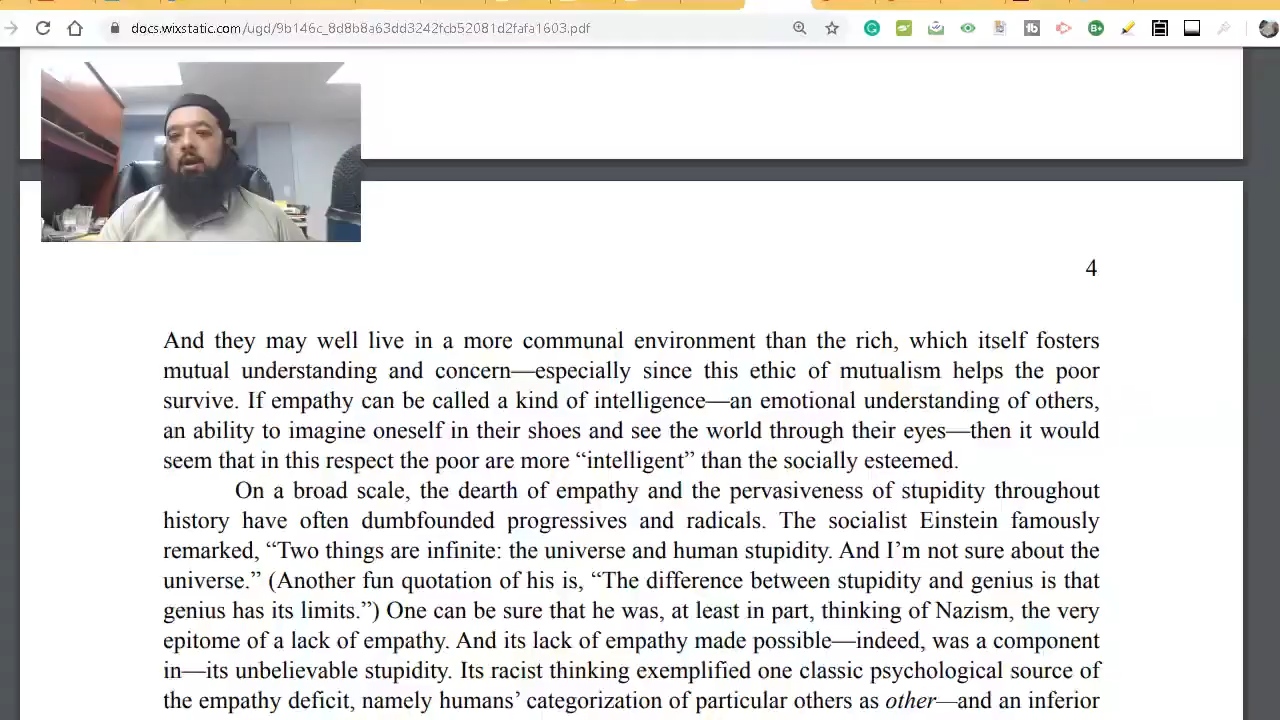 docs.wixstatic.com/ugd/9b146c_8d8b8a63dd3242fcb52081d2fafa1603.pdf
4
And they may well live in a more communal environment than the rich, which itself fosters
mutual understanding and concern—especially since this ethic of mutualism helps the poor
survive. If empathy can be called a kind of intelligence—an emotional understanding of others,
an ability to imagine oneself in their shoes and see the world through their eyes—then it would
seem that in this respect the poor are more “intelligent” than the socially esteemed.
On a broad scale, the dearth of empathy and the pervasiveness of stupidity throughout
history have often dumbfounded progressives and radicals. The socialist Einstein famously
remarked, “Two things are infinite: the universe and human stupidity. And I’m not sure about the
universe.” (Another fun quotation of his is, “The difference between stupidity and genius is that
genius has its limits.”) One can be sure that he was, at least in part, thinking of Nazism, the very
epitome of a lack of empathy. And its lack of empathy made possible—indeed, was a component
in—its unbelievable stupidity. Its racist thinking exemplified one classic psychological source of
the empathy deficit, namely humans’ categorization of particular others as other—and an inferior